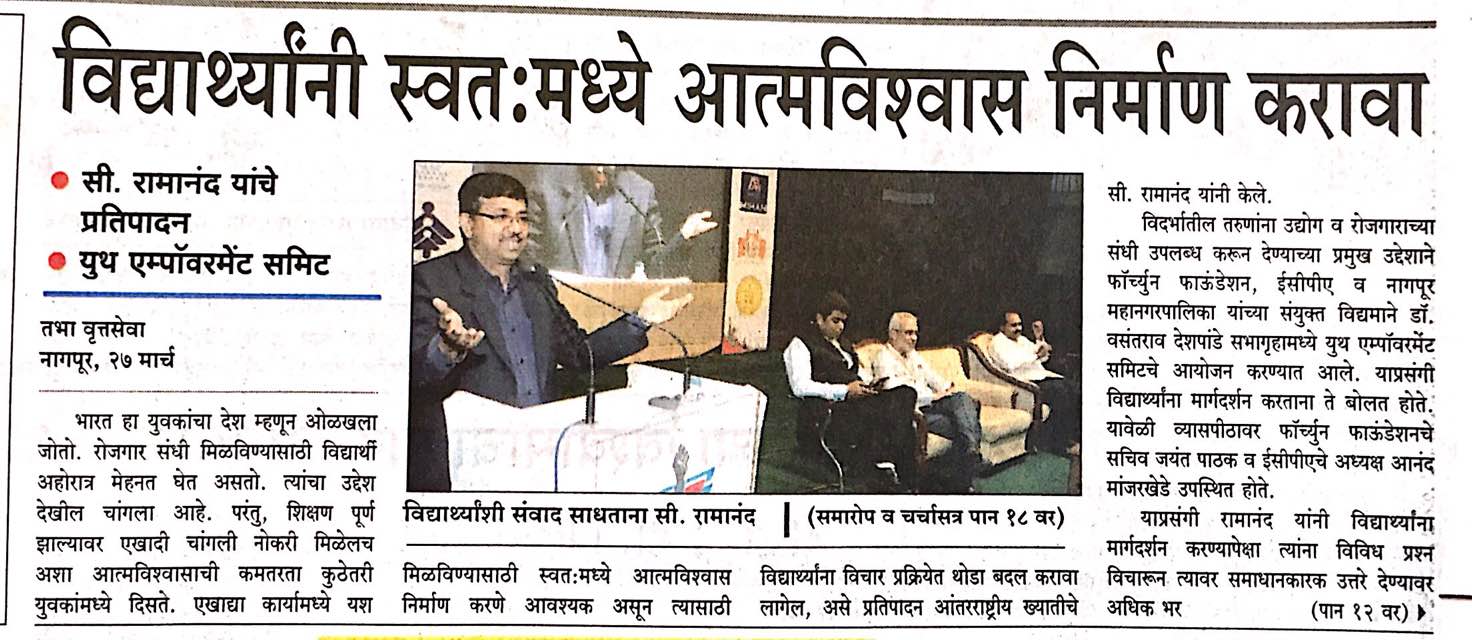 विद्यार्थ्यांनी स्वत:मध्ये आत्मविश्वास निर्माण करावा
● सी. रामानंद यांचे
प्रतिपादन
● युथ एम्पॉवरमेंट समिट
तभा वृत्तसेवा
नागपूर, २७ मार्च
भारत हा युवकांचा देश म्हणून ओळखला
जोतो. रोजगार संधी मिळविण्यासाठी विद्यार्थी
अहोरात्र मेहनत घेत असतो. त्यांचा उद्देश
देखील चांगला आहे. परंतु, शिक्षण पूर्ण
झाल्यावर एखादी चांगली नोकरी मिळेलच
अशा आत्मविश्वासाची कमतरता कुठेतरी
युवकांमध्ये दिसते. एखाद्या कार्यामध्ये यश
विद्यार्थ्यांशी संवाद साधताना सी. रामानंद
(समारोप व चर्चासत्र पान १८ वर)
मिळविण्यासाठी स्वत:मध्ये आत्मविश्वास
निर्माण करणे आवश्यक असून त्यासाठी
विद्यार्थ्यांना विचार प्रक्रियेत थोडा बदल करावा
लागेल, असे प्रतिपादन आंतरराष्ट्रीय ख्यातीचे
सी. रामानंद यांनी केले.
विदर्भातील तरुणांना उद्योग व रोजगाराच्या
संधी उपलब्ध करून देण्याच्या प्रमुख उद्देशाने
फॉर्च्युन फाऊंडेशन, ईसीपीए व नागपूर
महानगरपालिका यांच्या संयुक्त विद्यमाने डॉ.
वसंतराव देशपांडे सभागृहामध्ये युथ एम्पॉवरमेंट
समिटचे आयोजन करण्यात आले. याप्रसंगी
विद्यार्थ्यांना मार्गदर्शन करताना ते बोलत होते.
यावेळी व्यासपीठावर फॉर्च्युन फाऊंडेशनचे
सचिव जयंत पाठक व ईसीपीएचे अध्यक्ष आनंद
मांजरखेडे उपस्थित होते.
याप्रसंगी रामानंद यांनी विद्यार्थ्यांना
मार्गदर्शन करण्यापेक्षा त्यांना विविध प्रश्न
विचारून त्यावर समाधानकारक उत्तरे देण्यावर
अधिक भर (पान १२ वर)